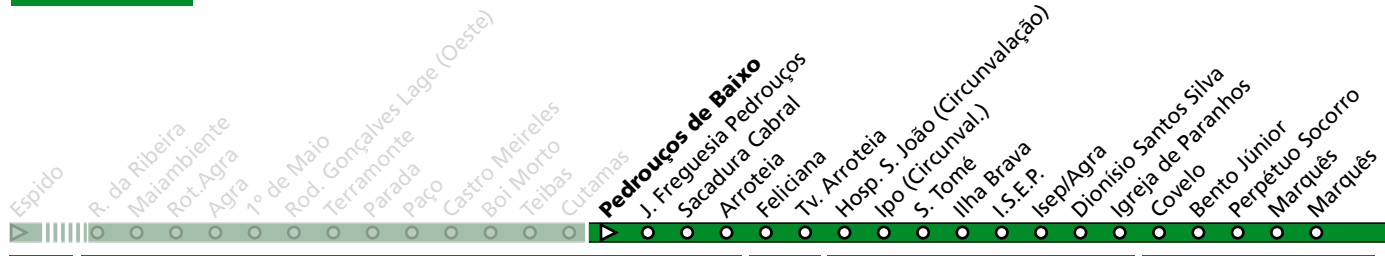 Espido
R. da Ribeira
Maiambiente
Rot.Agra
Agra
1º de Maio
Rod. Gonçalves Lage (Oeste)
Terramonte
Parada
Paço
Castro Meireles
Boi Morto
Teibas
Cutamas
Pedrouços de Baixo
J. Freguesia Pedrouços
Sacadura Cabral
Arroteia
Feliciana
Tv. Arroteia
Hosp. S. João (Circunvalação)
Ipo (Circunval.)
S. Tomé
Ilha Brava
I.S.E.P.
Isep/Agra
Dionisio Santos Silva
Igreja de Paranhos
Covelo
Bento Júnior
Perpétuo Socorro
Marquês
Marquês